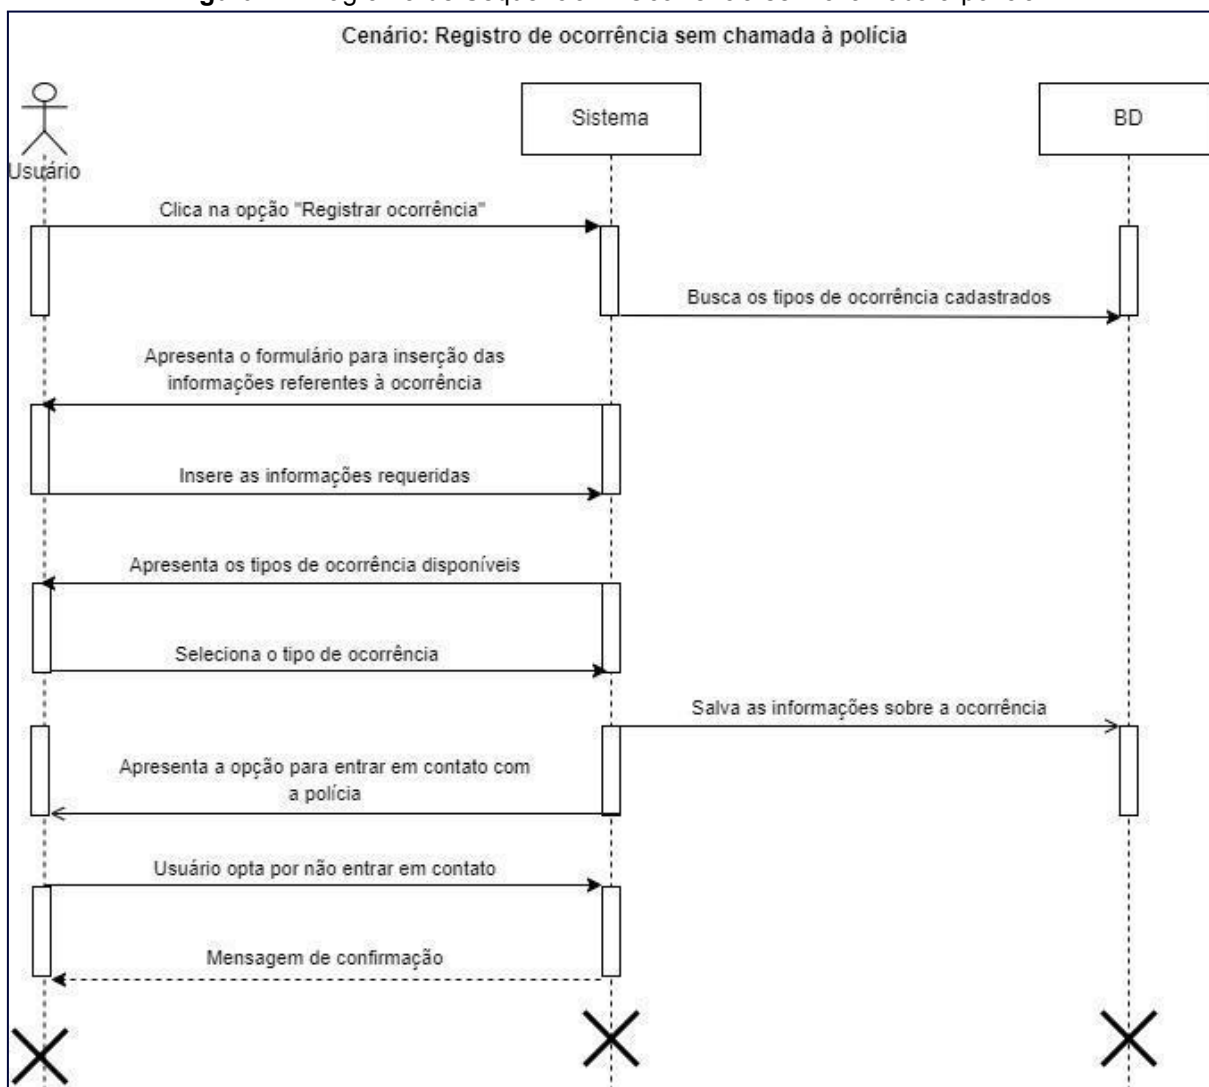 Cenário: Registro de ocorrência sem chamada à polícia
Sistema
BD
Usuário
Clica na opção "Registrar ocorrência"
Busca os tipos de ocorrência cadastrados
Apresenta o formulário para inserção das
informações referentes à ocorrência
Insere as informações requeridas
Apresenta os tipos de ocorrência disponíveis
Seleciona o tipo de ocorrência
Salva as informações sobre a ocorrência
Apresenta a opção para entrar em contato com
a polícia
Usuário opta por não entrar em contato
Mensagem de confirmação